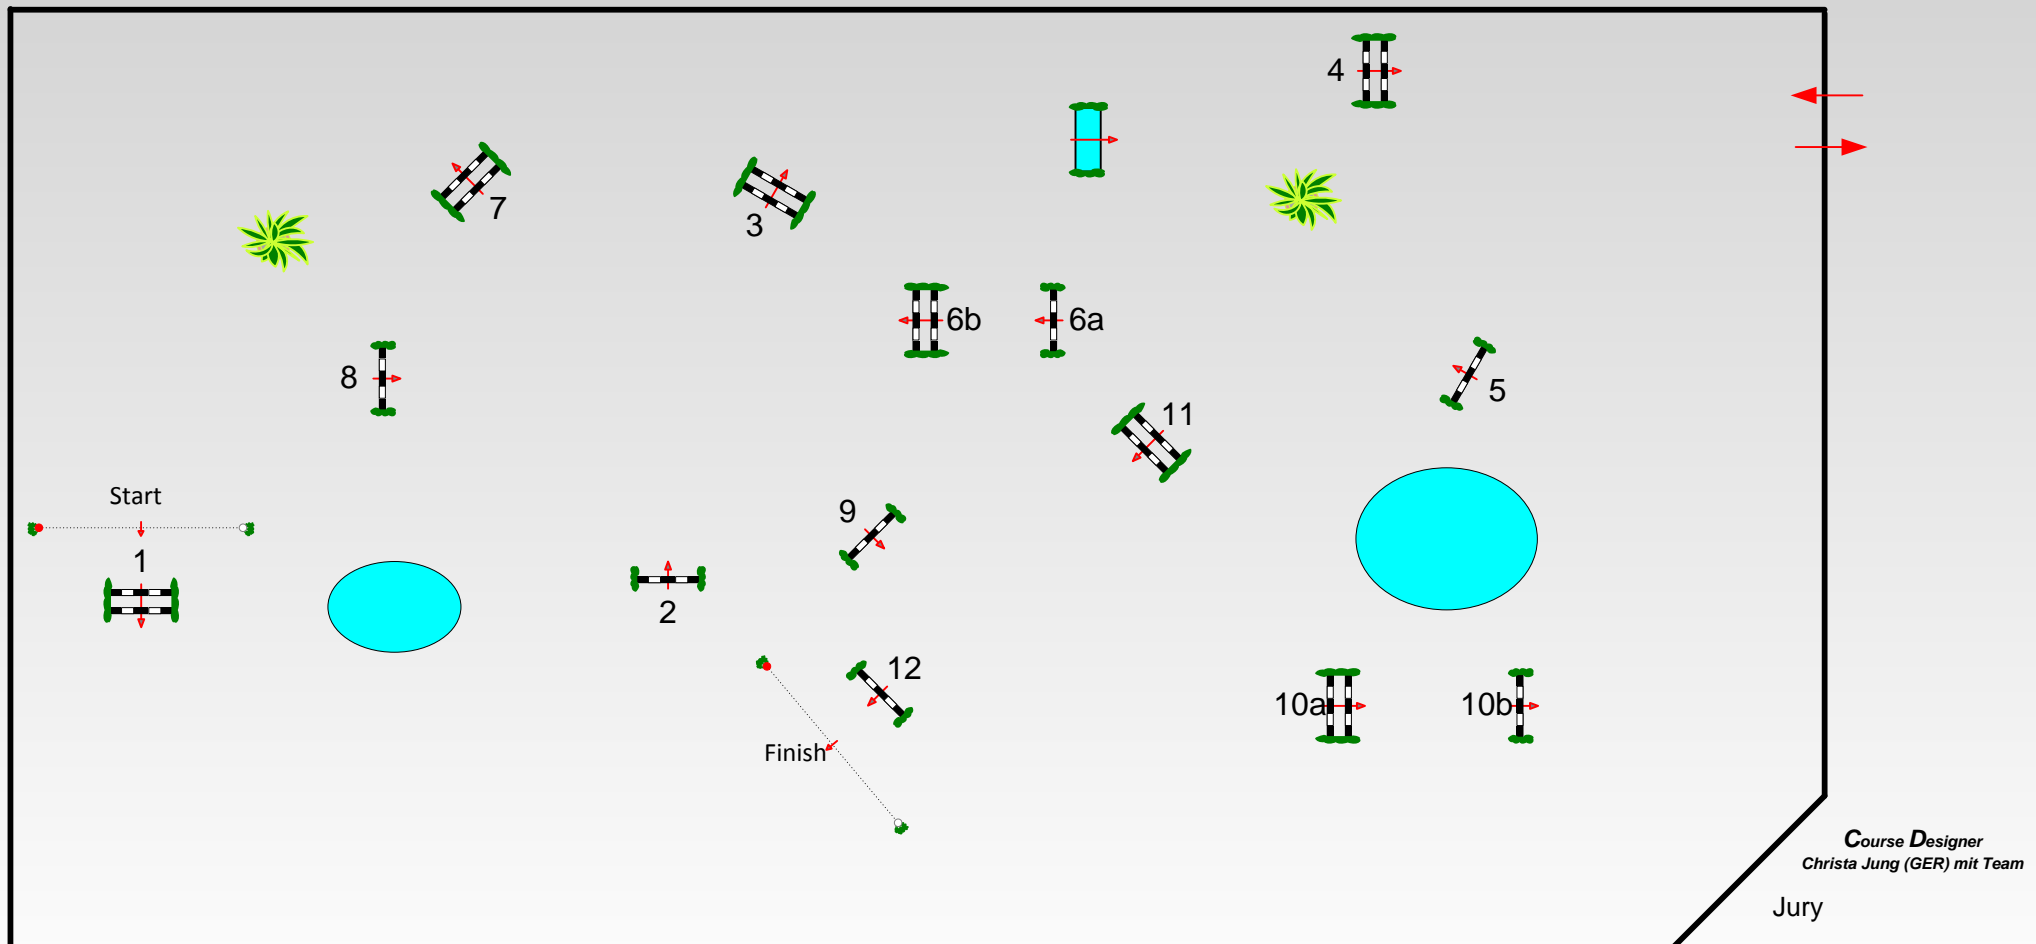 4
7
3
6b
6a
8
5
11
Start
9
1
2
12
10a
10b
Finish
Course Designer
Christa Jung (GER) mit Team
Jury